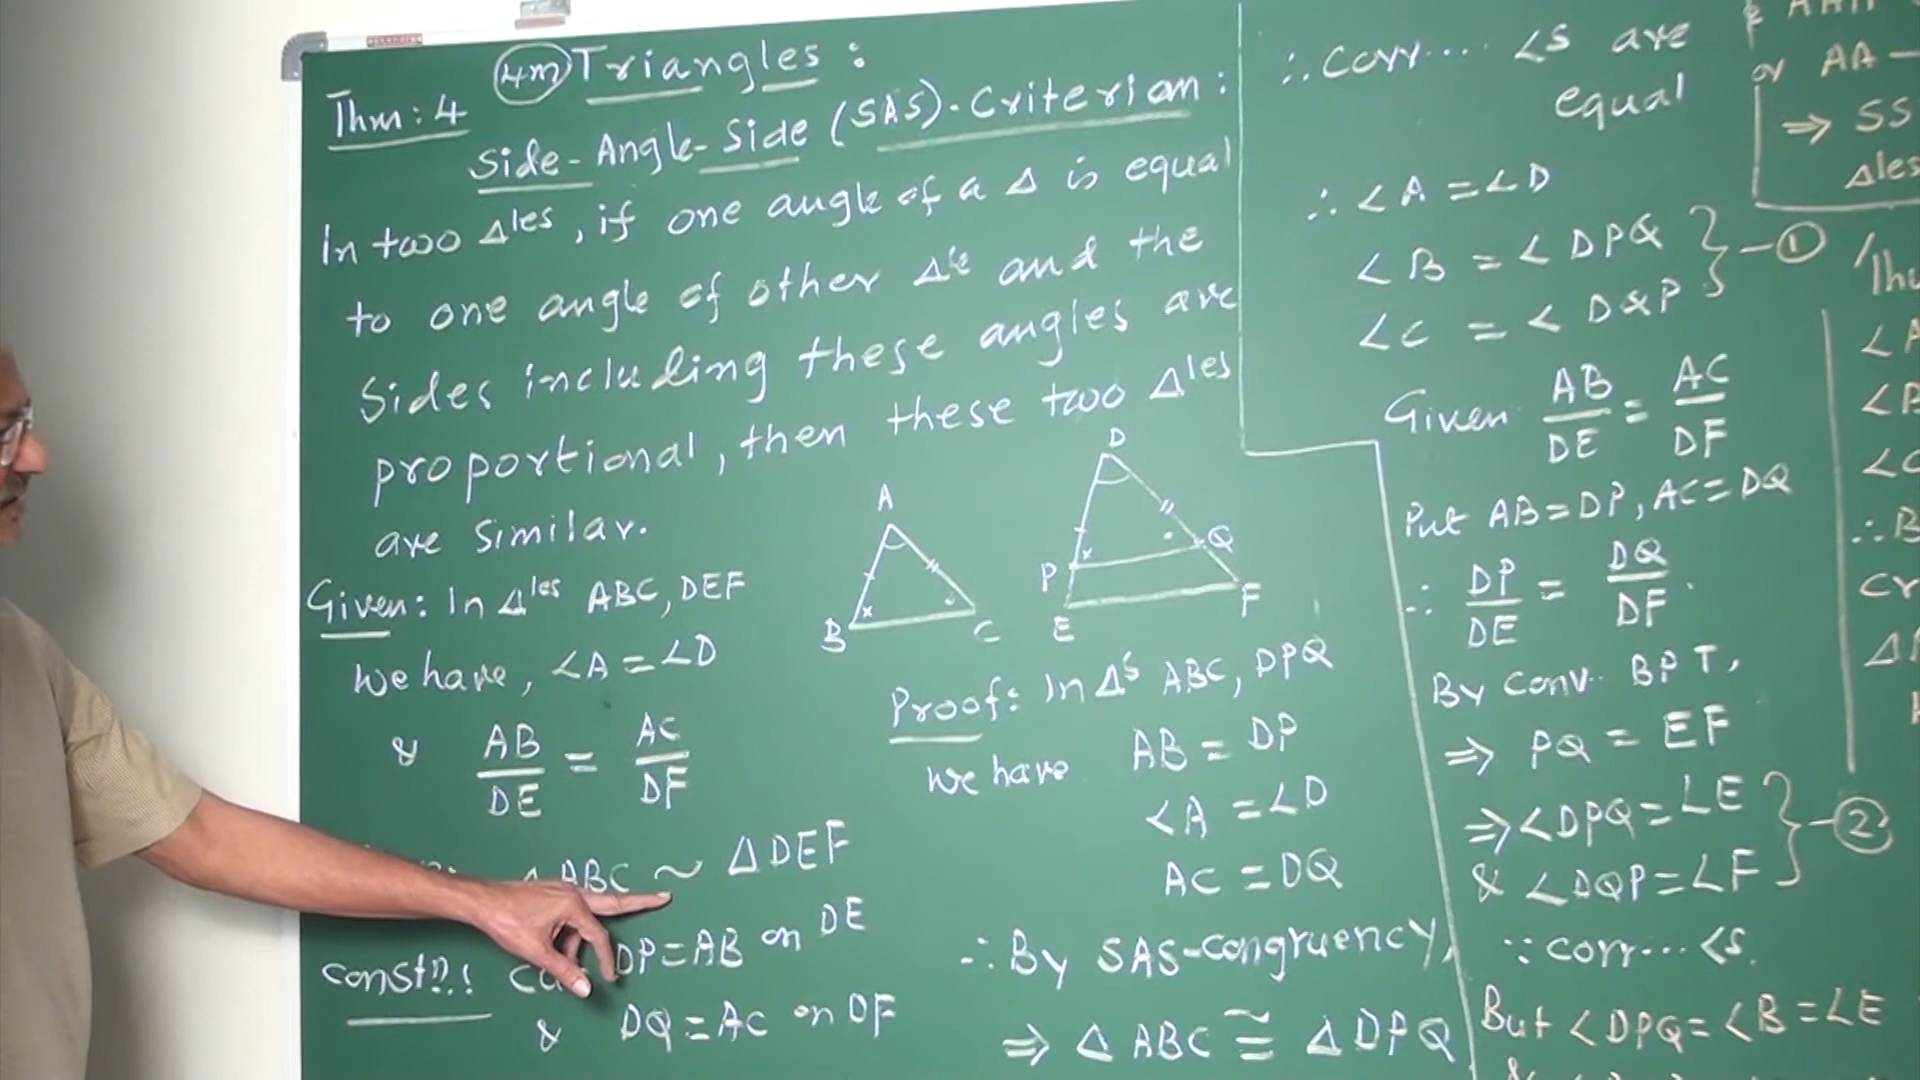 Thm: 4 (4m) Triangles:
Side-Angle-Side (SAS)-Criterion:
In two Δles, if one angle of a Δ is equal
to one angle of other Δle and the
Sides including these angles are
proportional, then these two Δles
are similar.
Given: In Δles ABC, DEF
We have, ∠A = ∠D
& AB/DE = AC/DF
Δ ABC ~ Δ DEF
Constn: DP = AB on DE
& DQ = AC on DF
A
B
C
D
P
Q
E
F
Proof: In Δs ABC, DPQ
We have AB = DP
∠A = ∠D
AC = DQ
∴ By SAS-congruency,
⇒ Δ ABC ≅ Δ DPQ
∴ Corr.... ∠s are
equal
∴ ∠A = ∠D
∠B = ∠DPQ
∠C = ∠DQP } - ①
Given AB/DE = AC/DF
Put AB = DP, AC = DQ
∴ DP/DE = DQ/DF.
By Conv. BPT,
⇒ PQ = EF
⇒ ∠DPQ = ∠E
& ∠DQP = ∠F } - ②
∵ corr... ∠s.
But ∠DPQ = ∠B = ∠E
or AA -
⇒ SS
Δles
∠B
∠C
∴ B